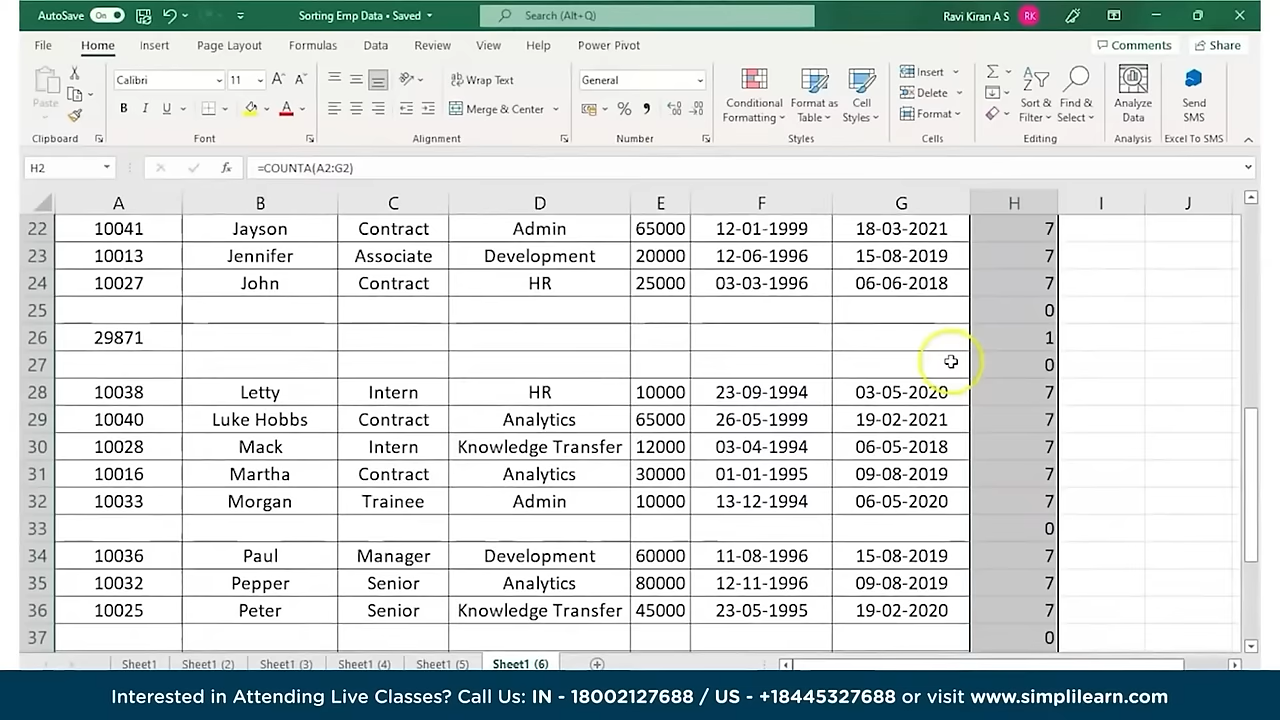 AutoSave On Sorting Emp Data • Saved Search (Alt+Q) Ravi Kiran A S RK
File Home Insert Page Layout Formulas Data Review View Help Power Pivot Comments Share
Paste Calibri 11 A A Wrap Text General Conditional Formatting Format as Table Cell Styles Insert Sort & Filter Find & Select Analyze Data Send SMS
B I U A Merge & Center % Delete Format
Clipboard Font Alignment Number Styles Cells Editing Analysis Excel To SMS
H2 fx =COUNTA(A2:G2)
A B C D E F G H I J
22 10041 Jayson Contract Admin 65000 12-01-1999 18-03-2021 7
23 10013 Jennifer Associate Development 20000 12-06-1996 15-08-2019 7
24 10027 John Contract HR 25000 03-03-1996 06-06-2018 7
25 0
26 29871 1
27 0
28 10038 Letty Intern HR 10000 23-09-1994 03-05-2020 7
29 10040 Luke Hobbs Contract Analytics 65000 26-05-1999 19-02-2021 7
30 10028 Mack Intern Knowledge Transfer 12000 03-04-1994 06-05-2018 7
31 10016 Martha Contract Analytics 30000 01-01-1995 09-08-2019 7
32 10033 Morgan Trainee Admin 10000 13-12-1994 06-05-2020 7
33 0
34 10036 Paul Manager Development 60000 11-08-1996 15-08-2019 7
35 10032 Pepper Senior Analytics 80000 12-11-1996 09-08-2019 7
36 10025 Peter Senior Knowledge Transfer 45000 23-05-1995 19-02-2020 7
37 0
Sheet1 Sheet1 (2) Sheet1 (3) Sheet1 (4) Sheet1 (5) Sheet1 (6)
Interested in Attending Live Classes? Call Us: IN - 18002127688 / US - +18445327688 or visit www.simplilearn.com